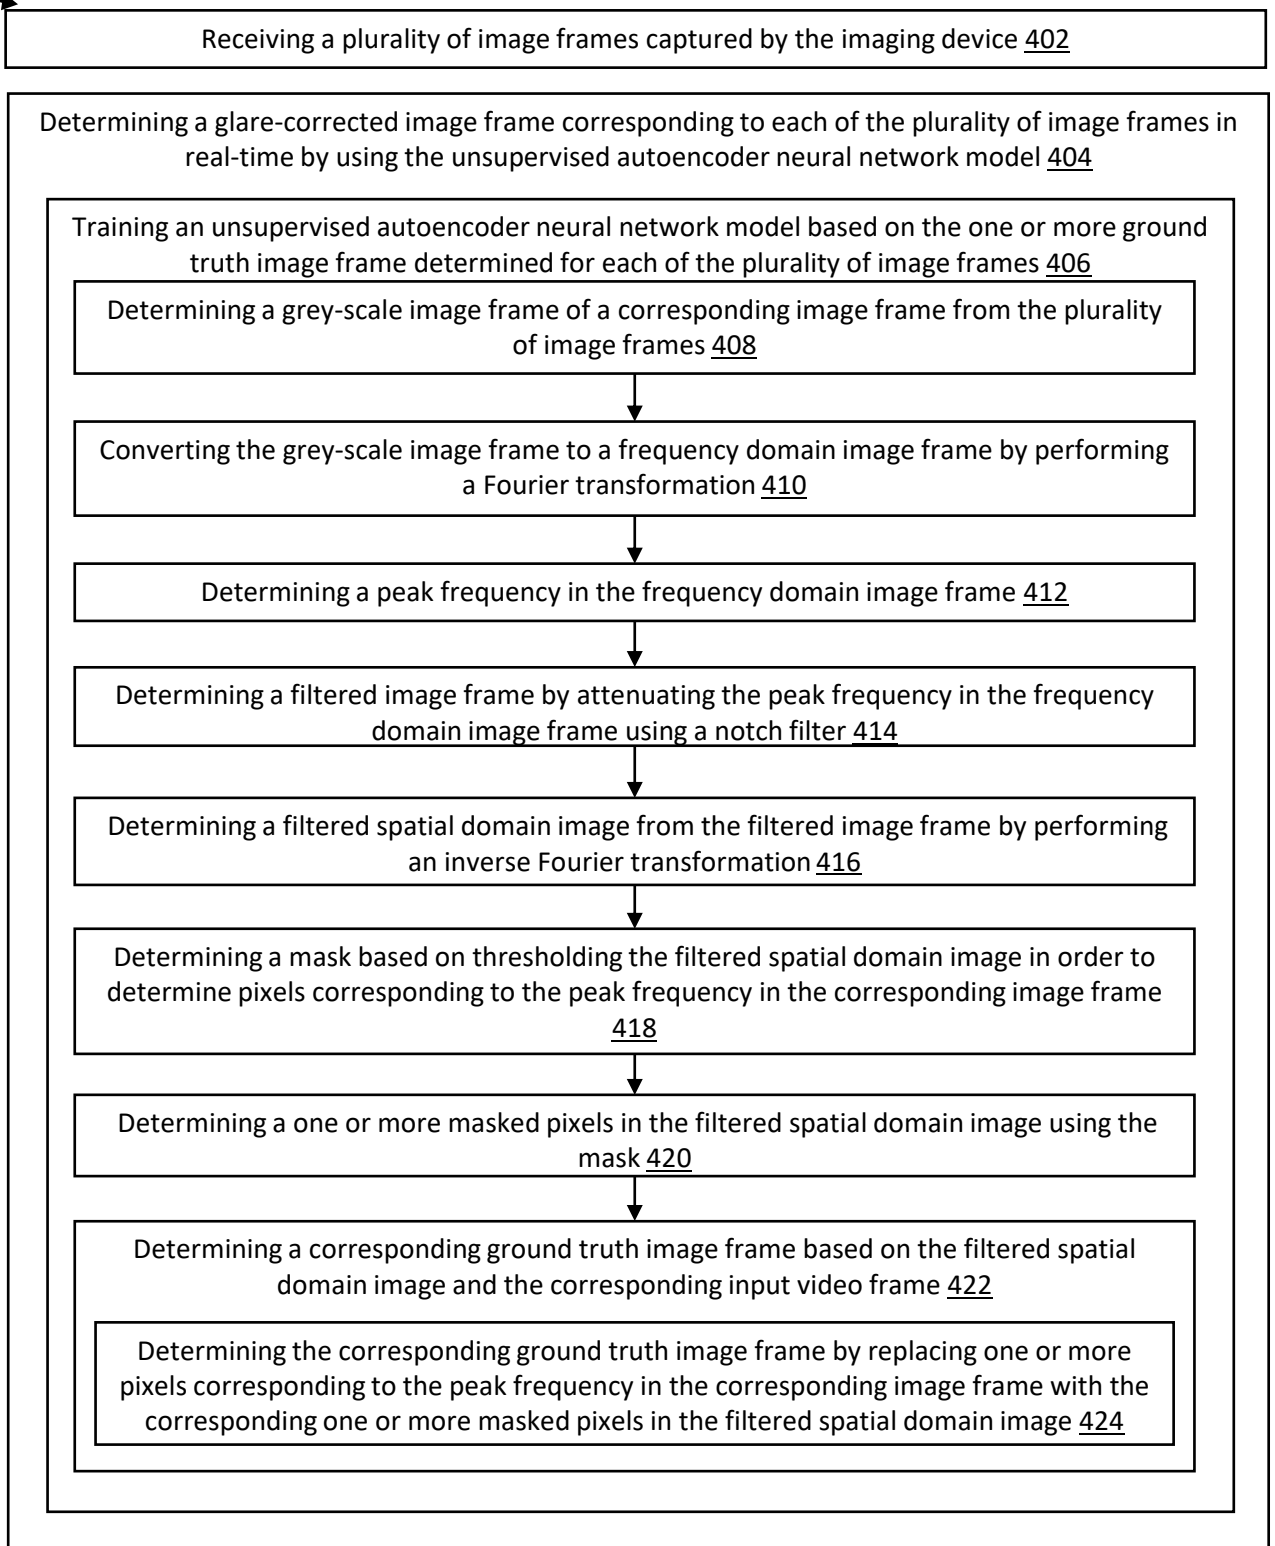 Receiving a plurality of image frames captured by the imaging device 402
Determining a glare-corrected image frame corresponding to each of the plurality of image frames in
real-time by using the unsupervised autoencoder neural network model 404
Training an unsupervised autoencoder neural network model based on the one or more ground
truth image frame determined for each of the plurality of image frames 406
Determining a grey-scale image frame of a corresponding image frame from the plurality
of image frames 408
Converting the grey-scale image frame to a frequency domain image frame by performing
a Fourier transformation 410
Determining a peak frequency in the frequency domain image frame 412
Determining a filtered image frame by attenuating the peak frequency in the frequency
domain image frame using a notch filter 414
Determining a filtered spatial domain image from the filtered image frame by performing
an inverse Fourier transformation 416
Determining a mask based on thresholding the filtered spatial domain image in order to
determine pixels corresponding to the peak frequency in the corresponding image frame
418
Determining a one or more masked pixels in the filtered spatial domain image using the
mask 420
Determining a corresponding ground truth image frame based on the filtered spatial
domain image and the corresponding input video frame 422
Determining the corresponding ground truth image frame by replacing one or more
pixels corresponding to the peak frequency in the corresponding image frame with the
corresponding one or more masked pixels in the filtered spatial domain image 424